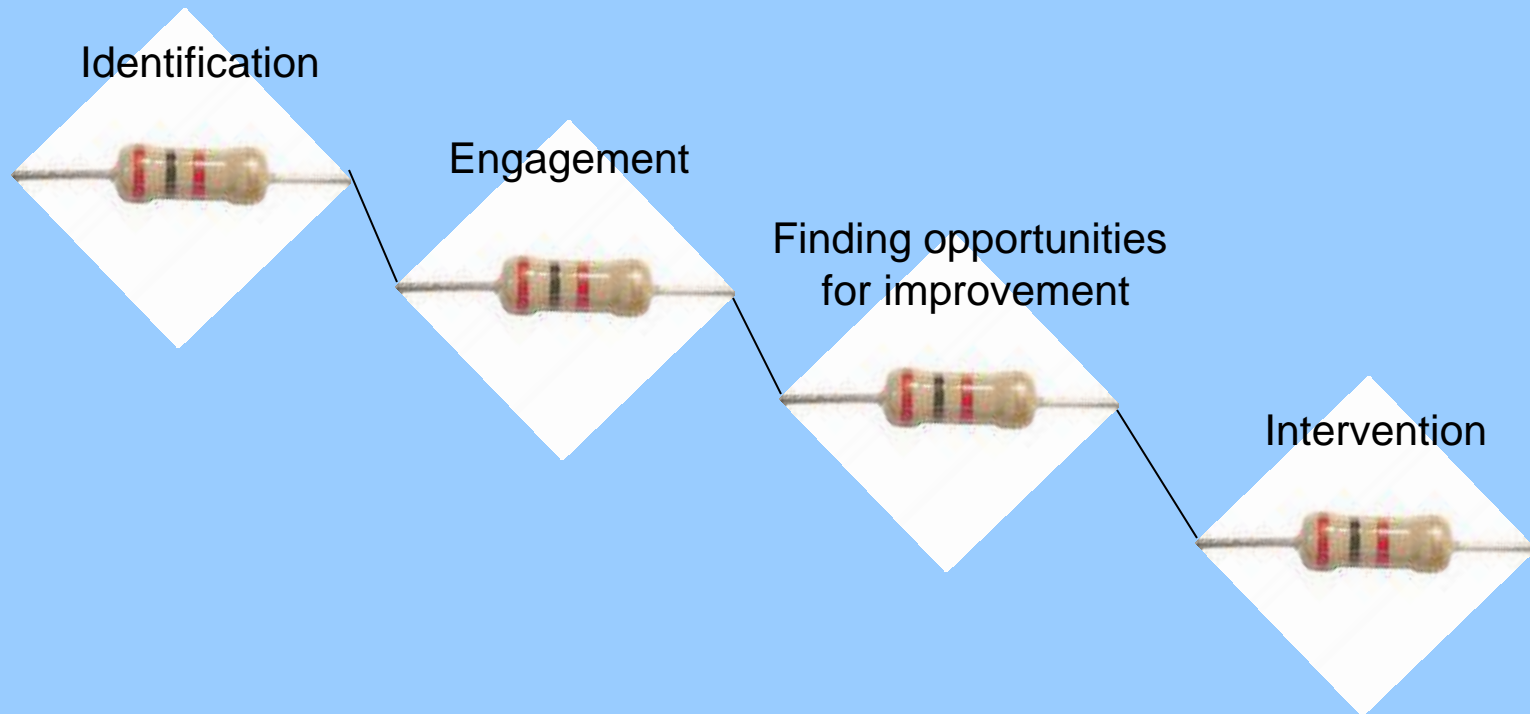 Identification
Engagement
Finding opportunities
for improvement
Intervention